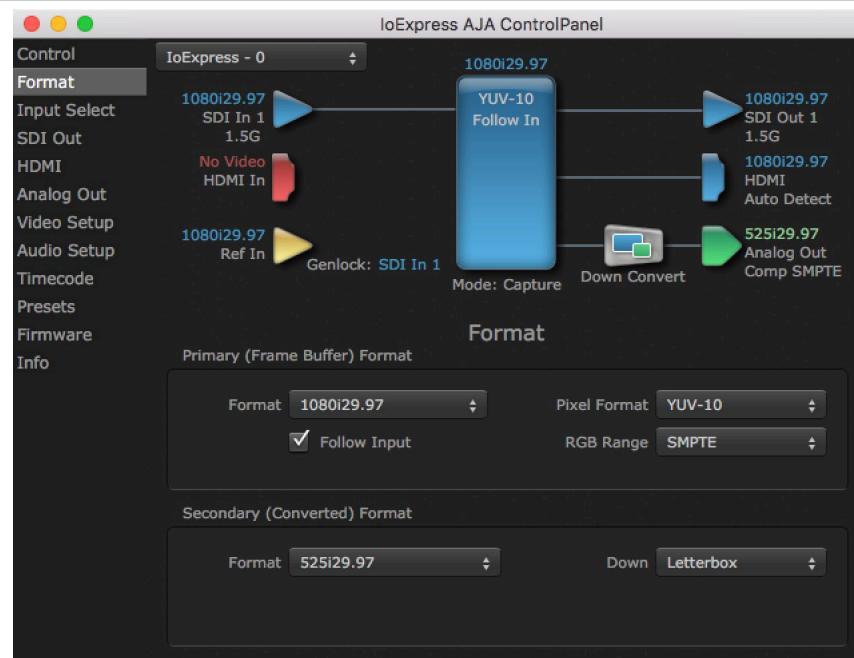 IoExpress AJA ControlPanel
Control
Format
Input Select
SDI Out
HDMI
Analog Out
Video Setup
Audio Setup
Timecode
Presets
Firmware
Info
IoExpress - 0
1080i29.97
1080i29.97
SDI In 1
1.5G
No Video
HDMI In
1080i29.97
Ref In
Genlock: SDI In 1
YUV-10
Follow In
Mode: Capture
Down Convert
1080i29.97
SDI Out 1
1.5G
1080i29.97
HDMI
Auto Detect
525i29.97
Analog Out
Comp SMPTE
Format
Primary (Frame Buffer) Format
Format 1080i29.97
Pixel Format YUV-10
Follow Input
RGB Range SMPTE
Secondary (Converted) Format
Format 525i29.97
Down Letterbox